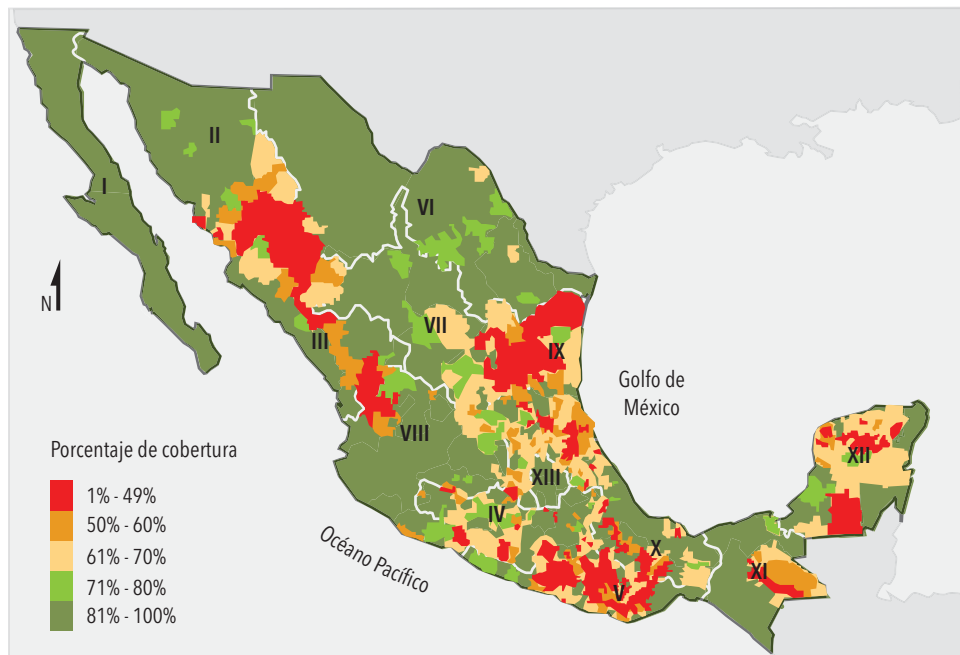 II
I
VI
N
III
VII
IX
Golfo de
México
VIII
XII
Porcentaje de cobertura
1% - 49%
50% - 60%
61% - 70%
71% - 80%
81% - 100%
XIII
IV
Océano Pacífico
X
XI
V